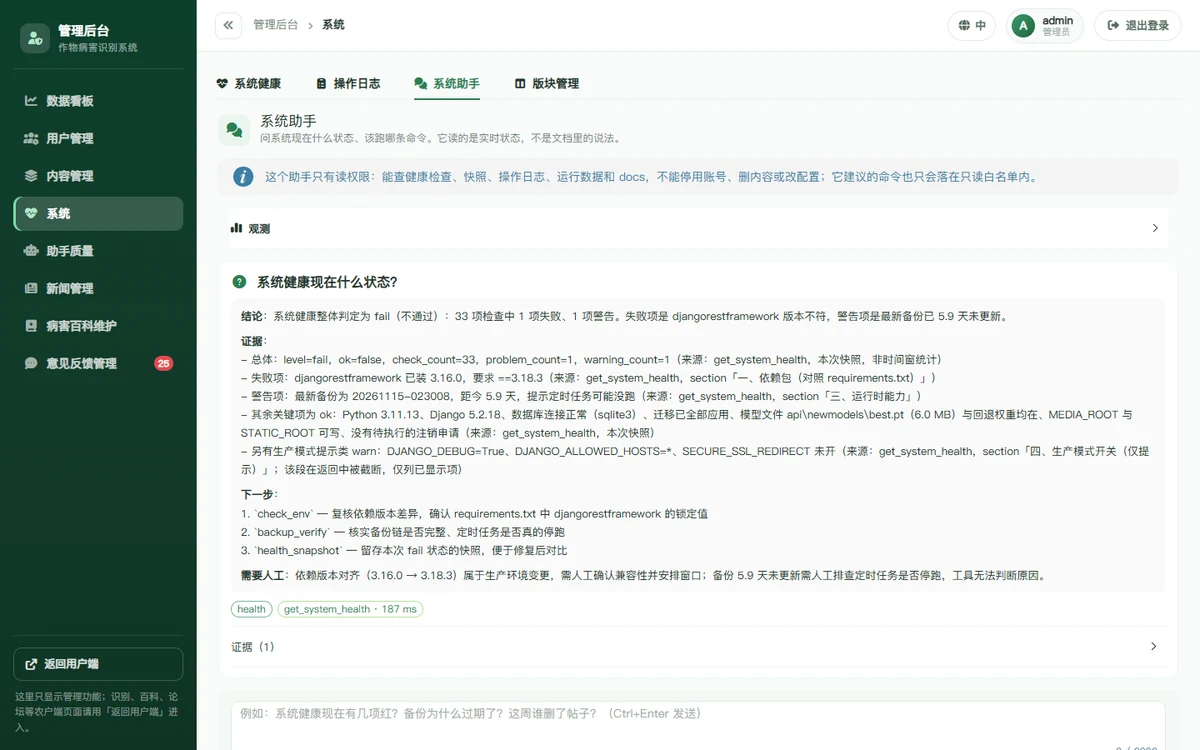 管理后台
作物病害识别系统
数据看板
用户管理
内容管理
系统
助手质量
新闻管理
病害百科维护
意见反馈管理
25
返回用户端
这里只显示管理功能；识别、百科、论
坛等农户端页面请用「返回用户端」进
入。
管理后台 › 系统
中
A
admin
管理员
退出登录
系统健康
操作日志
系统助手
版块管理
系统助手
问系统现在什么状态、该跑哪条命令。它读的是实时状态，不是文档里的说法。
这个助手只有读权限：能查健康检查、快照、操作日志、运行数据和 docs，不能停用账号、删内容或改配置；它建议的命令也只会落在只读白名单内。
观测
系统健康现在什么状态?
结论：系统健康整体判定为 fail（不通过）：33 项检查中 1 项失败、1 项警告。失败项是 djangorestframework 版本不符，警告项是最新备份已 5.9 天未更新。
证据：
– 总体：level=fail，ok=false，check_count=33，problem_count=1，warning_count=1（来源：get_system_health，本次快照，非时间窗统计）
– 失败项：djangorestframework 已装 3.16.0，要求 ==3.18.3（来源：get_system_health，section「一、依赖包（对照 requirements.txt）」）
– 警告项：最新备份为 20261115-023008，距今 5.9 天，提示定时任务可能没跑（来源：get_system_health，section「三、运行时能力」）
– 其余关键项为 ok：Python 3.11.13、Django 5.2.18、数据库连接正常（sqlite3）、迁移已全部应用、模型文件 api\newmodels\best.pt（6.0 MB）与回退权重均在、MEDIA_ROOT 与
STATIC_ROOT 可写、没有待执行的注销申请（来源：get_system_health，本次快照）
– 另有生产模式提示类 warn：DJANGO_DEBUG=True、DJANGO_ALLOWED_HOSTS=*、SECURE_SSL_REDIRECT 未开（来源：get_system_health，section「四、生产模式开关（仅提
示）」；该段在返回中被截断，仅列已显示项）
下一步：
1. `check_env` — 复核依赖版本差异，确认 requirements.txt 中 djangorestframework 的锁定值
2. `backup_verify` — 核实备份链是否完整、定时任务是否真的停跑
3. `health_snapshot` — 留存本次 fail 状态的快照，便于修复后对比
需要人工：依赖版本对齐（3.16.0 → 3.18.3）属于生产环境变更，需人工确认兼容性并安排窗口；备份 5.9 天未更新需人工排查定时任务是否停跑，工具无法判断原因。
health
get_system_health · 187 ms
证据（1）
例如：系统健康现在有几项红？备份为什么过期了？这周谁删了帖子？（Ctrl+Enter 发送）